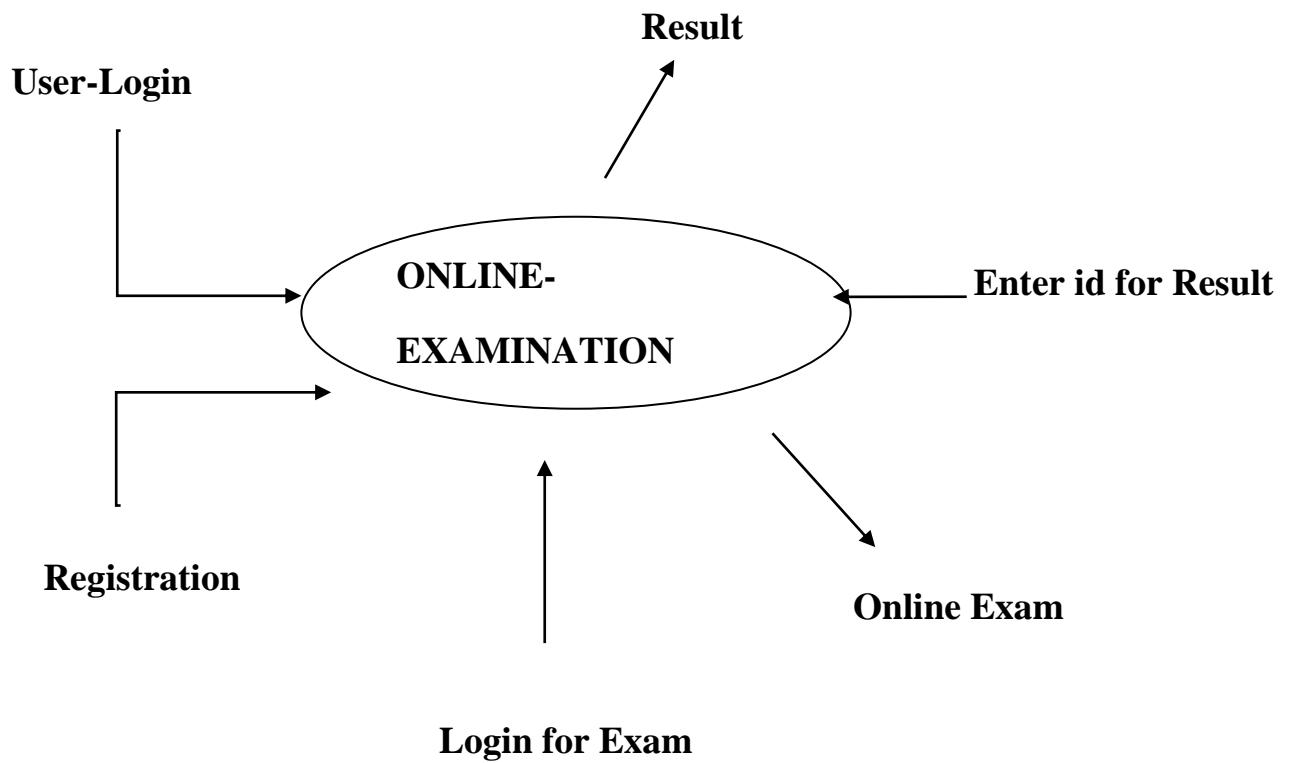 Result
User-Login
ONLINE-
EXAMINATION
Enter id for Result
Registration
Online Exam
Login for Exam